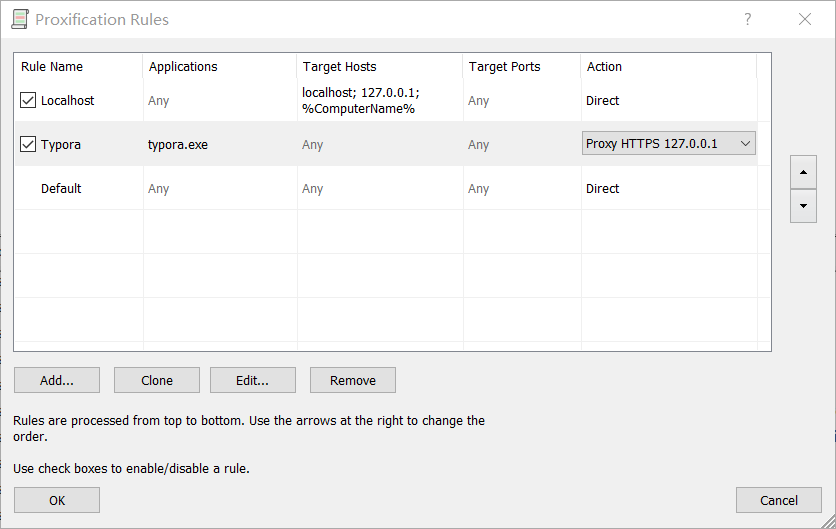 Proxification Rules
Rule Name Applications Target Hosts Target Ports Action
Localhost Any localhost; 127.0.0.1; %ComputerName% Any Direct
Typora typora.exe Any Any Proxy HTTPS 127.0.0.1
Default Any Any Any Direct
Add... Clone Edit... Remove
Rules are processed from top to bottom. Use the arrows at the right to change the
order.
Use check boxes to enable/disable a rule.
OK Cancel